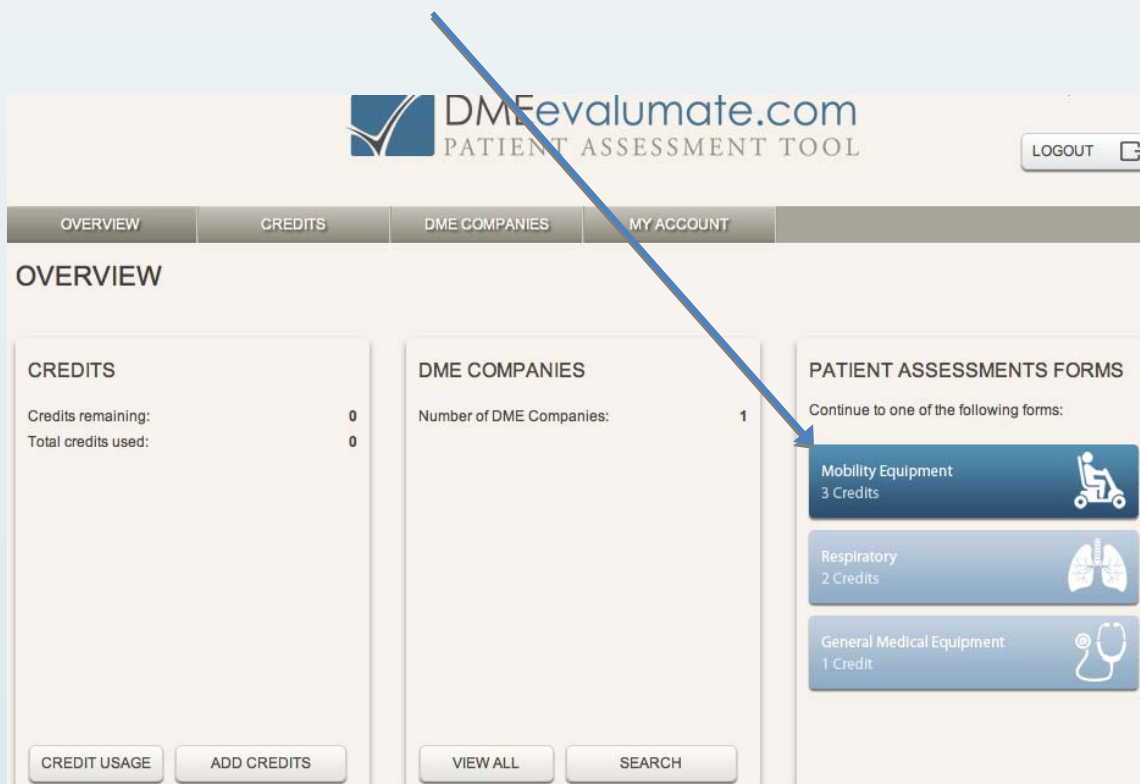 DMEevalumate.com
PATIENT ASSESSMENT TOOL
LOGOUT
OVERVIEW CREDITS DME COMPANIES MY ACCOUNT
OVERVIEW
CREDITS
Credits remaining: 0
Total credits used: 0
CREDIT USAGE ADD CREDITS
DME COMPANIES
Number of DME Companies: 1
VIEW ALL SEARCH
PATIENT ASSESSMENTS FORMS
Continue to one of the following forms:
Mobility Equipment
3 Credits
Respiratory
2 Credits
General Medical Equipment
1 Credit